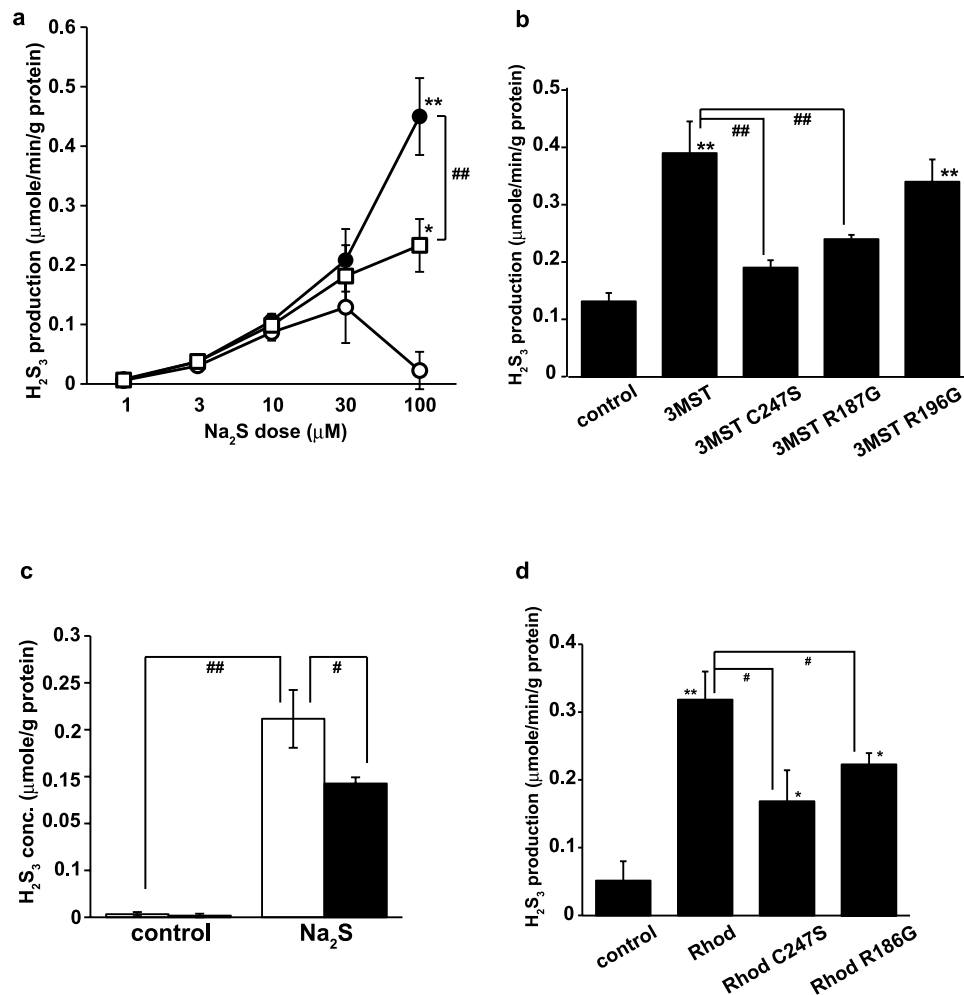 a
H₂S₃ production (µmole/min/g protein)
0.6
0.5
0.4
0.3
0.2
0.1
0
**
##
*
1 3 10 30 100
Na₂S dose (µM)
b
H₂S₃ production (µmole/min/g protein)
0.4
0.3
0.2
0.1
0
##
##
**
**
control
3MST
3MST C247S
3MST R187G
3MST R196G
c
H₂S₃ conc. (µmole/g protein)
0.3
0.25
0.2
0.15
0.05
0.1
0
##
#
control Na₂S
d
H₂S₃ production (µmole/min/g protein)
0.4
0.3
0.2
0.1
0
#
#
**
*
*
control
Rhod
Rhod C247S
Rhod R186G